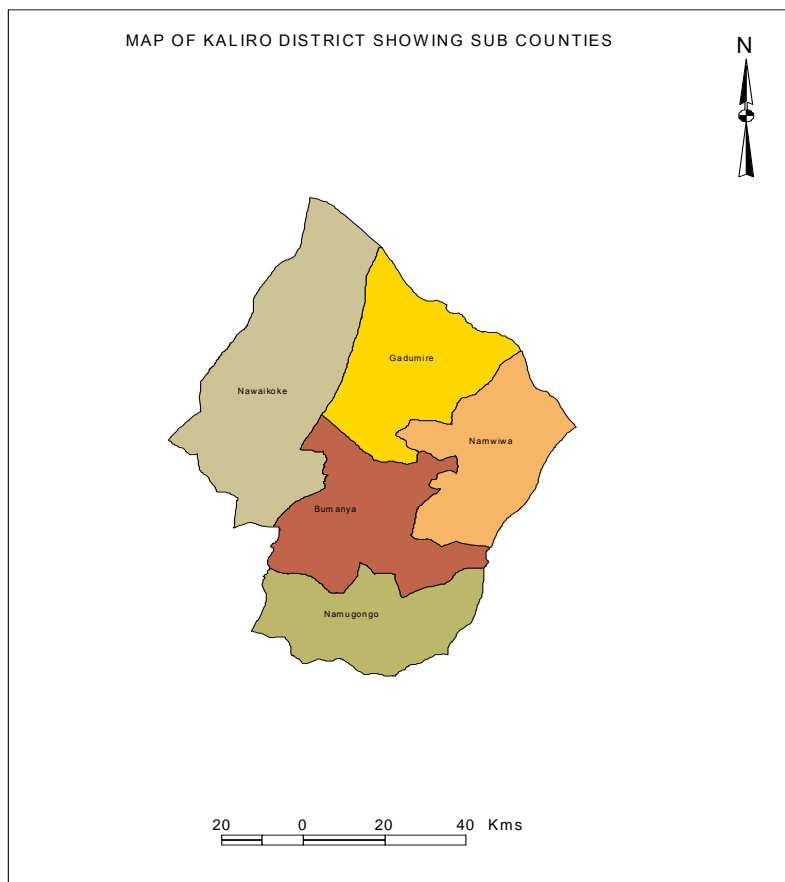 MAP OF KALIRO DISTRICT SHOWING SUB COUNTIES
N
Gadumire
Nawaikoke
Namwiwa
Bumanya
Namugongo
20 0 20 40 Kms